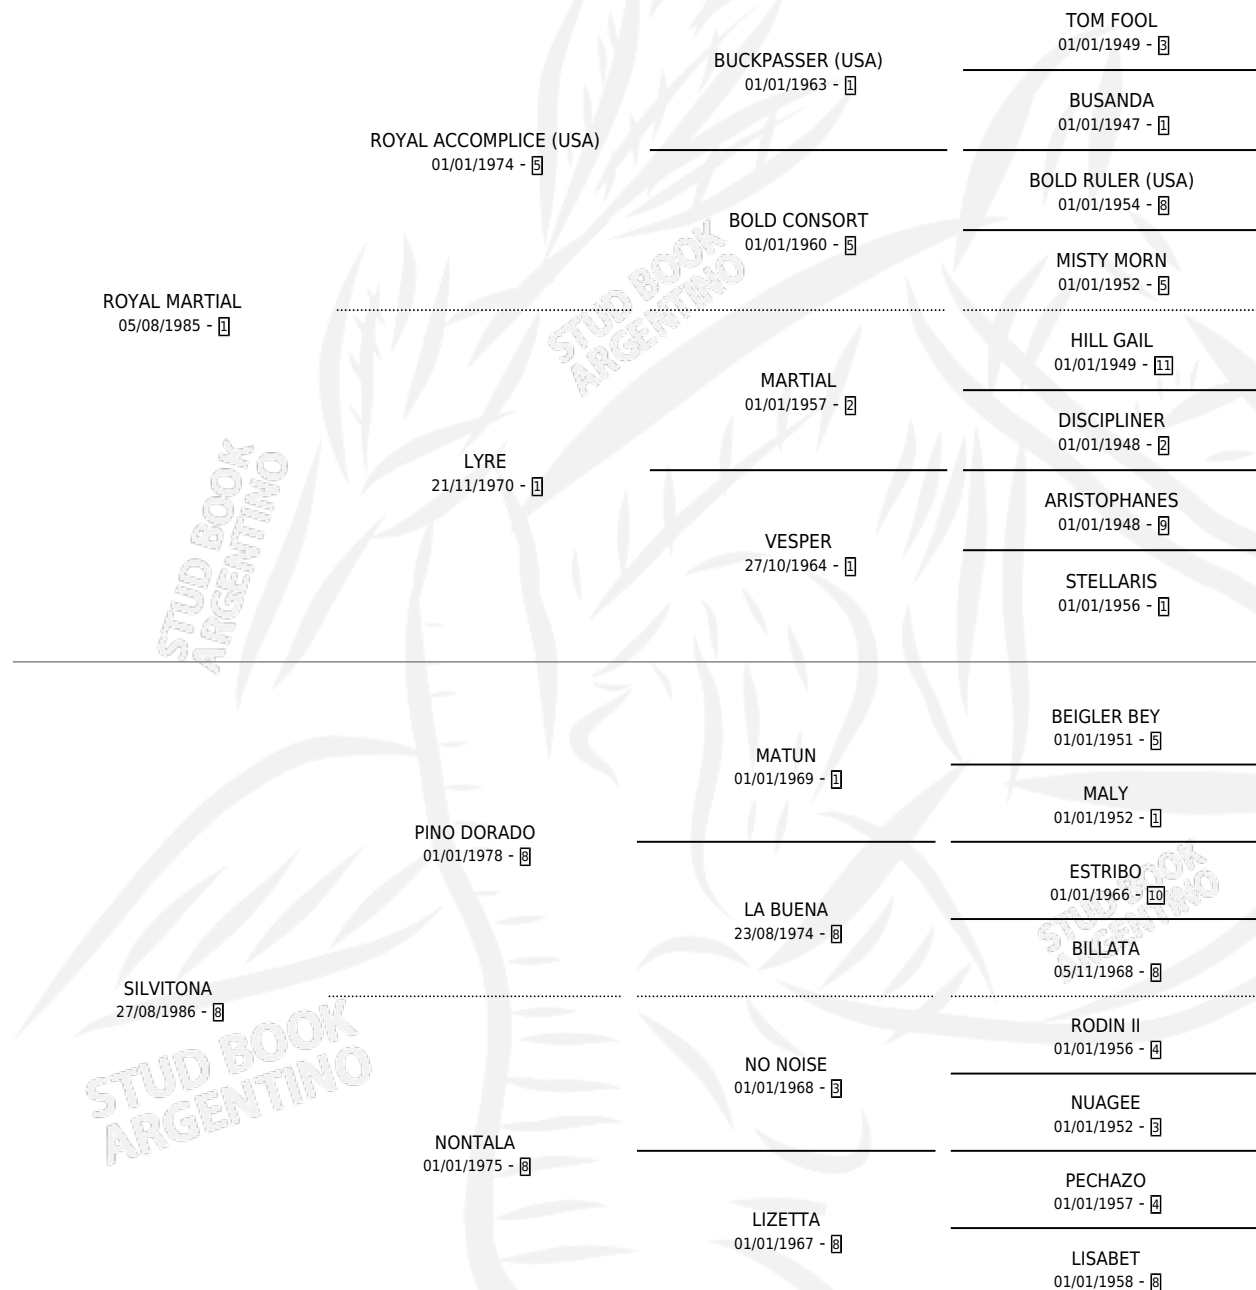 TOM FOOL
01/01/1949 - 3
BUCKPASSER (USA)
01/01/1963 - 1
BUSANDA
01/01/1947 - 1
ROYAL ACCOMPLICE (USA)
01/01/1974 - 5
BOLD RULER (USA)
01/01/1954 - 8
BOLD CONSORT
01/01/1960 - 5
MISTY MORN
01/01/1952 - 5
ROYAL MARTIAL
05/08/1985 - 1
HILL GAIL
01/01/1949 - 11
MARTIAL
01/01/1957 - 2
DISCIPLINER
01/01/1948 - 2
LYRE
21/11/1970 - 1
ARISTOPHANES
01/01/1948 - 9
VESPER
27/10/1964 - 1
STELLARIS
01/01/1956 - 1
BEIGLER BEY
01/01/1951 - 5
MATUN
01/01/1969 - 1
MALY
01/01/1952 - 1
PINO DORADO
01/01/1978 - 8
ESTRIBO
01/01/1966 - 10
LA BUENA
23/08/1974 - 8
BILLATA
05/11/1968 - 8
SILVITONA
27/08/1986 - 8
RODIN II
01/01/1956 - 4
NO NOISE
01/01/1968 - 3
NUAGEE
01/01/1952 - 3
NONTALA
01/01/1975 - 8
PECHAZO
01/01/1957 - 4
LIZETTA
01/01/1967 - 8
LISABET
01/01/1958 - 8
STUD BOOK
ARGENTINO
STUD BOOK
ARGENTINO
STUD BOOK
ARGENTINO
STUD BOOK
ARGENTINO